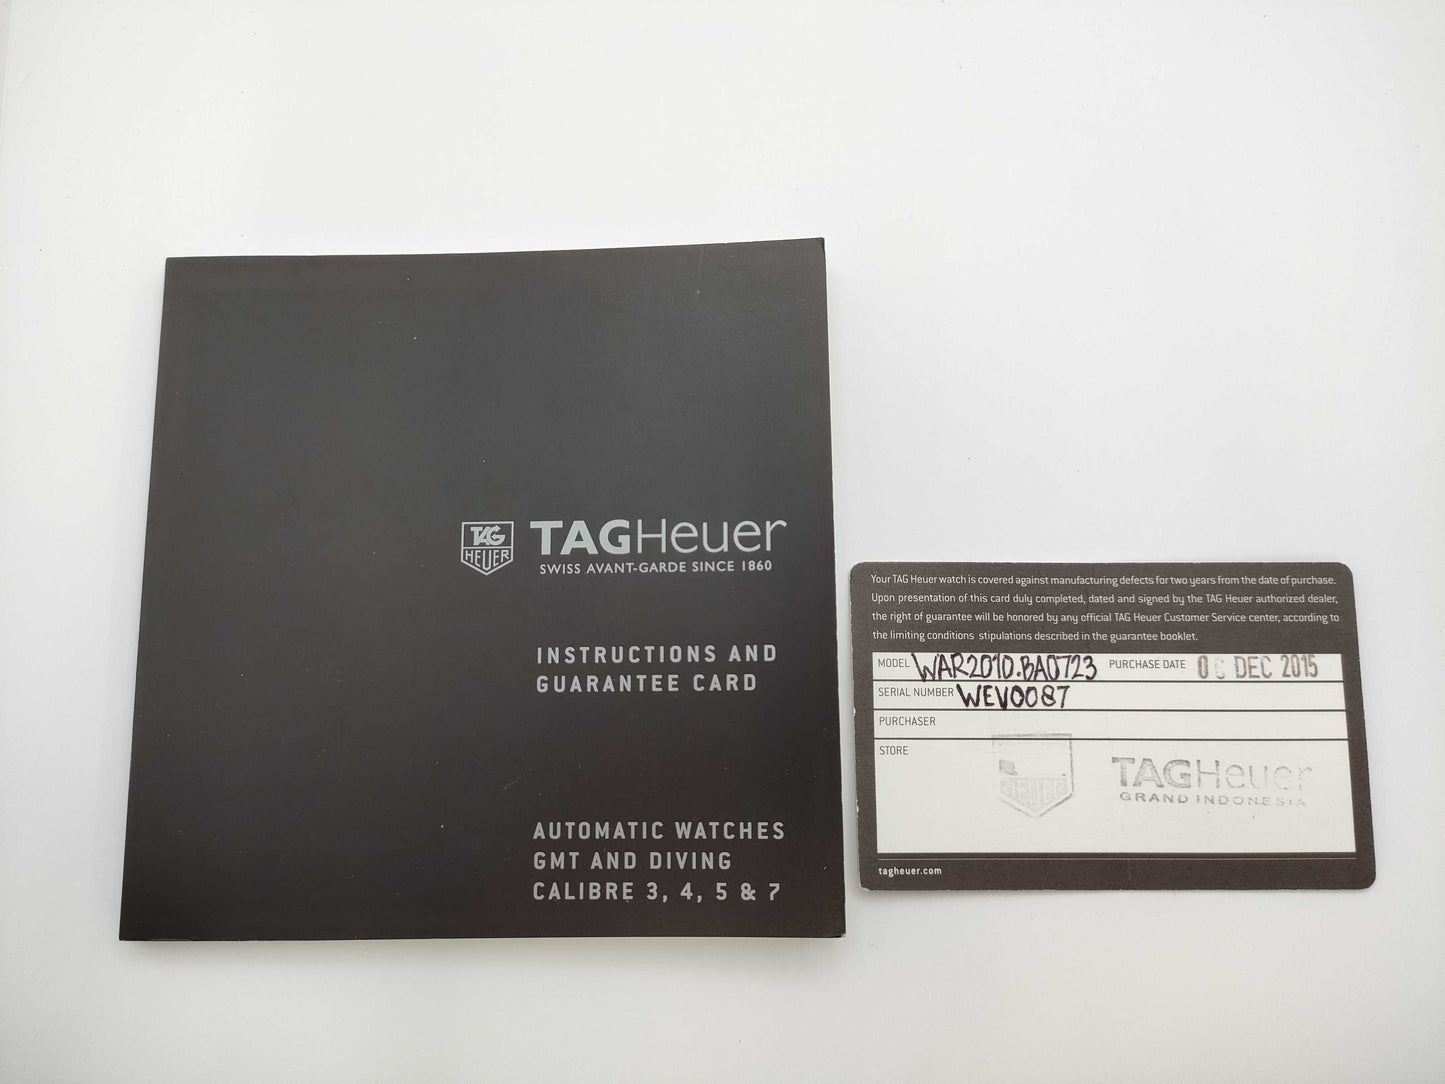 TAG
HEUER
TAGHeuer
SWISS AVANT-GARDE SINCE 1860
INSTRUCTIONS AND
GUARANTEE CARD
AUTOMATIC WATCHES
GMT AND DIVING
CALIBRE 3, 4, 5 & 7
Your TAG Heuer watch is covered against manufacturing defects for two years from the date of purchase.
Upon presentation of this card duly completed, dated and signed by the TAG Heuer authorized dealer,
the right of guarantee will be honored by any official TAG Heuer Customer Service center, according to
the limiting conditions stipulations described in the guarantee booklet.
MODEL WAR2010.BA0723 PURCHASE DATE 06 DEC 2015
SERIAL NUMBER WEV0087
PURCHASER
STORE
HEUER
TAGHeuer
GRAND INDONESIA
tagheuer.com